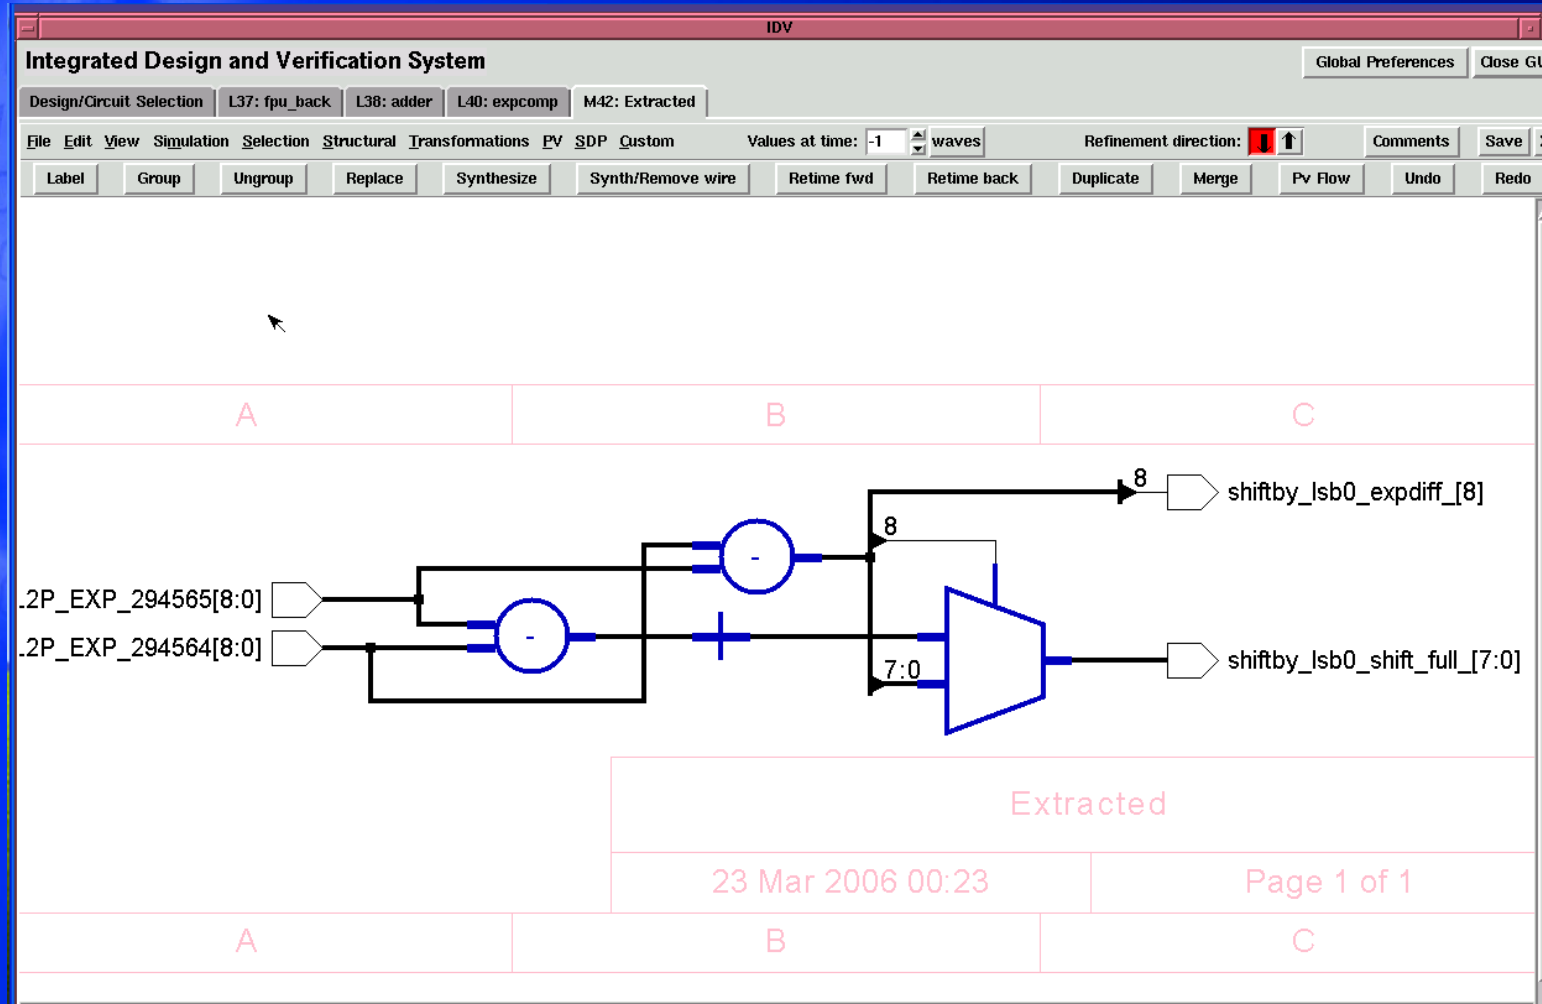 IDV
Integrated Design and Verification System Global Preferences Close GU
Design/Circuit Selection L37: fpu_back L38: adder L40: expcomp M42: Extracted
File Edit View Simulation Selection Structural Transformations PV SDP Custom Values at time: -1 waves Refinement direction: Comments Save
Label Group Ungroup Replace Synthesize Synth/Remove wire Retime fwd Retime back Duplicate Merge Pv Flow Undo Redo
A B C
8 shiftby_lsb0_expdiff_[8]
8
-
.2P_EXP_294565[8:0]
-
.2P_EXP_294564[8:0]
7:0 shiftby_lsb0_shift_full_[7:0]
Extracted
23 Mar 2006 00:23 Page 1 of 1
A B C